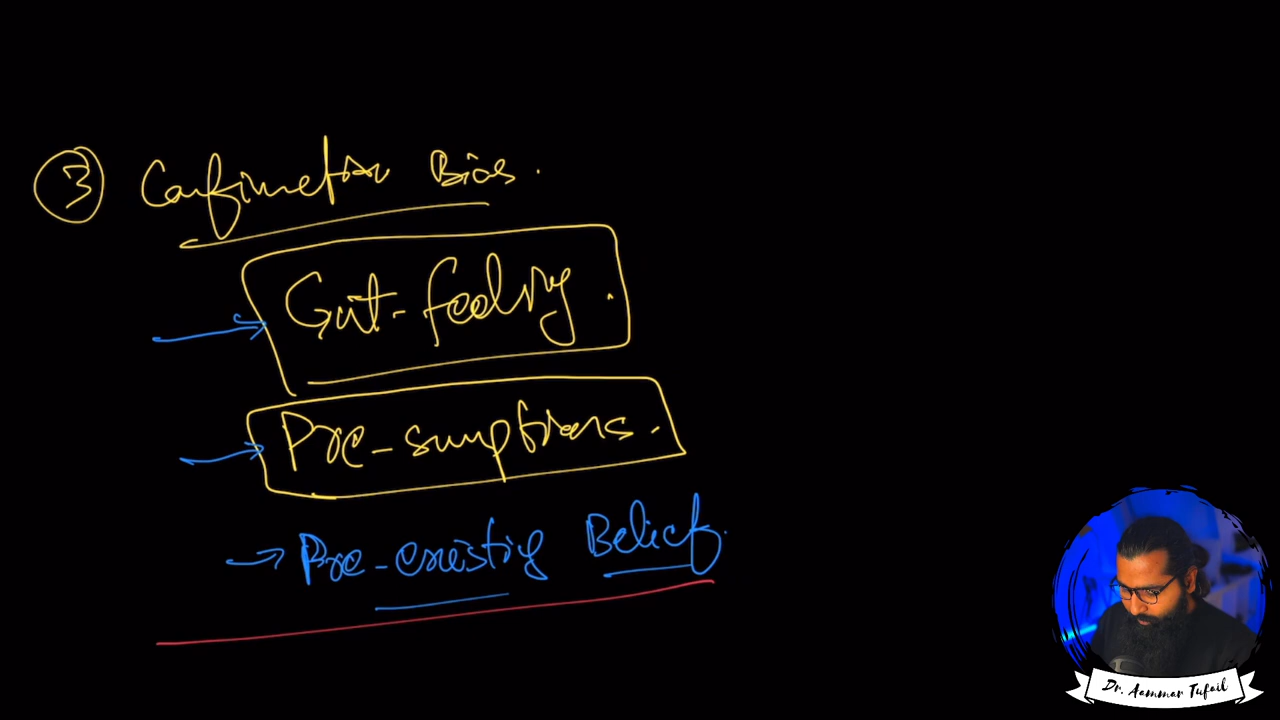 ③ Confirmation Bias.
Gut-feeling.
Pre-sumptions.
→ Pre-existing Belief.
Dr. Aammar Tufail